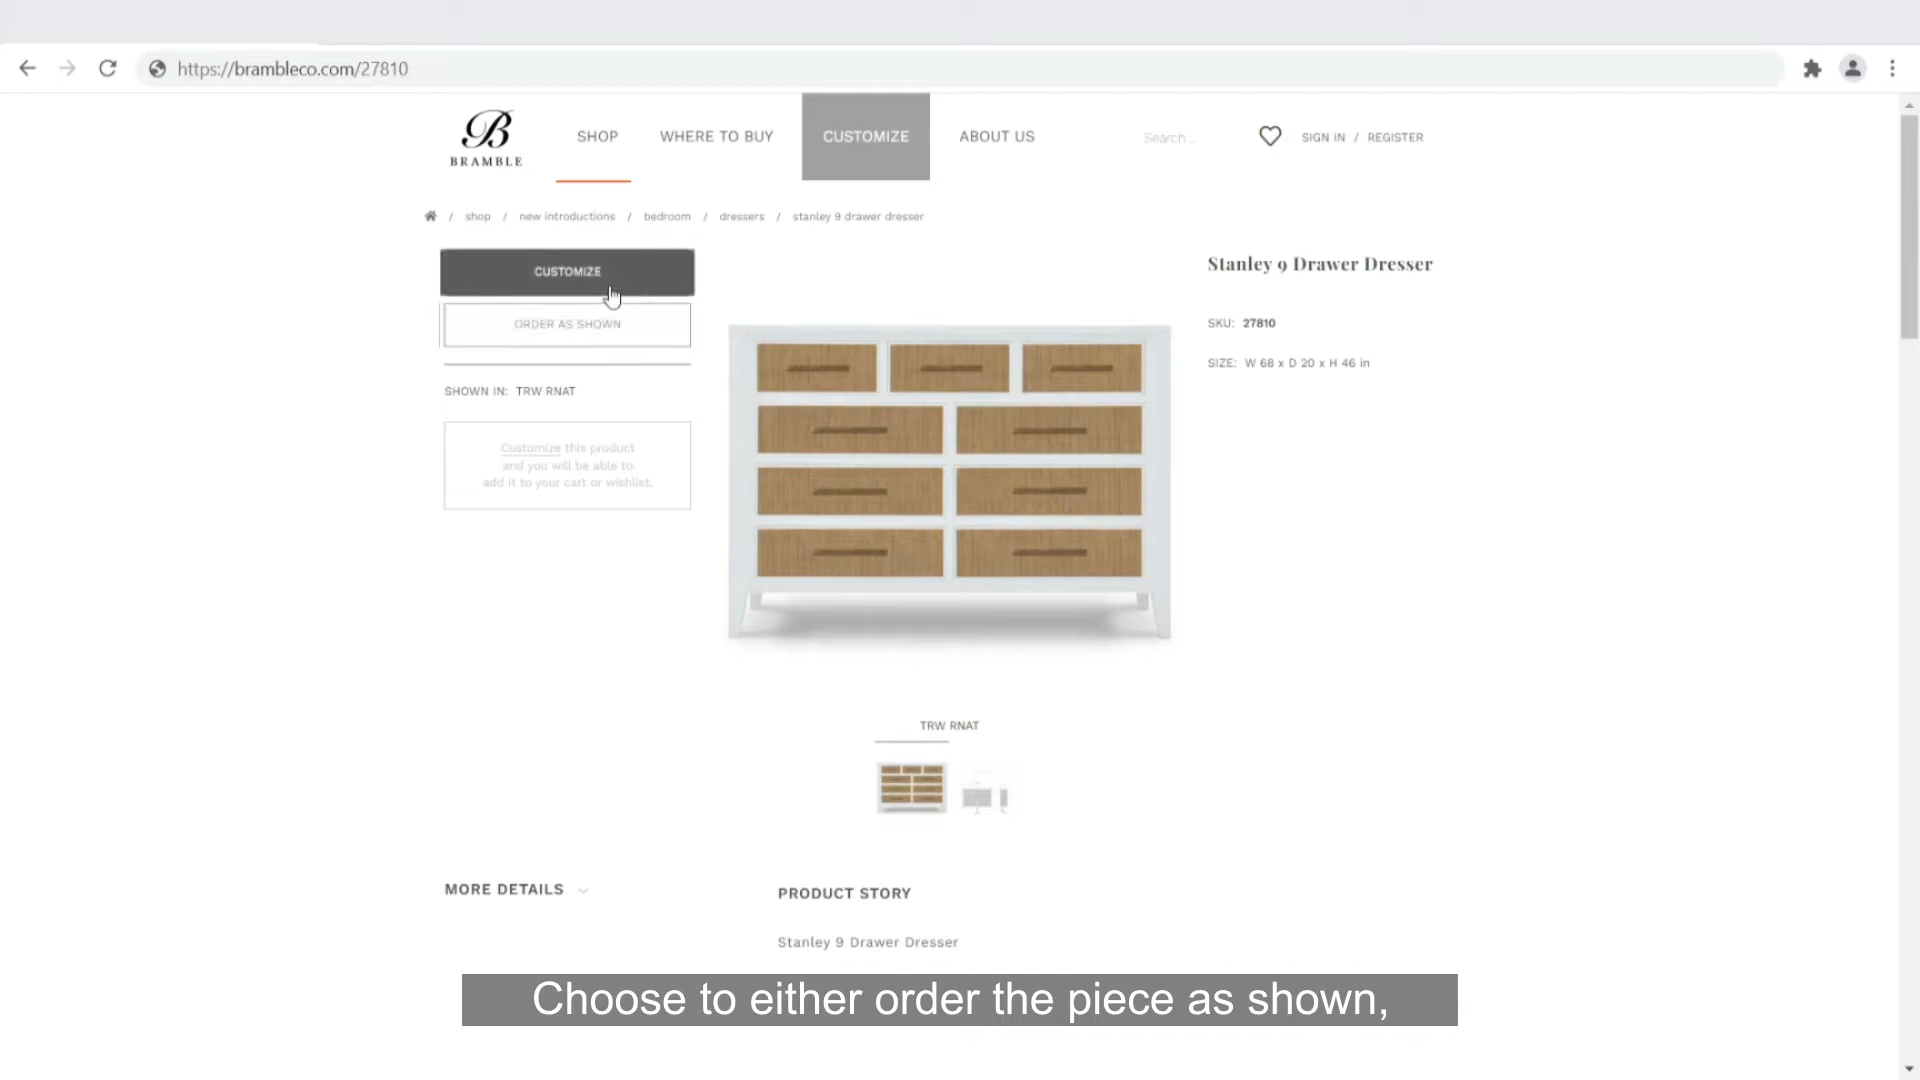 https://brambleco.com/27810
B
BRAMBLE
SHOP
WHERE TO BUY
CUSTOMIZE
ABOUT US
Search ...
SIGN IN / REGISTER
/ shop / new introductions / bedroom / dressers / stanley 9 drawer dresser
CUSTOMIZE
ORDER AS SHOWN
SHOWN IN: TRW RNAT
Customize this product
and you will be able to
add it to your cart or wishlist.
Stanley 9 Drawer Dresser
SKU: 27810
SIZE: W 68 x D 20 x H 46 in
TRW RNAT
MORE DETAILS
PRODUCT STORY
Stanley 9 Drawer Dresser
Choose to either order the piece as shown,